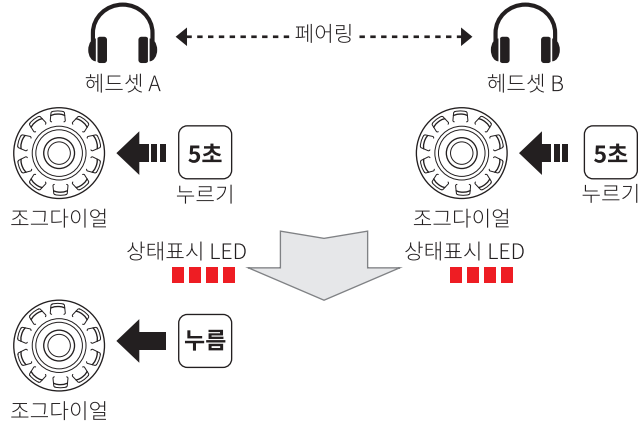 페어링
헤드셋 A
헤드셋 B
5초
누르기
5초
누르기
조그다이얼
조그다이얼
상태표시 LED
상태표시 LED
누름
조그다이얼